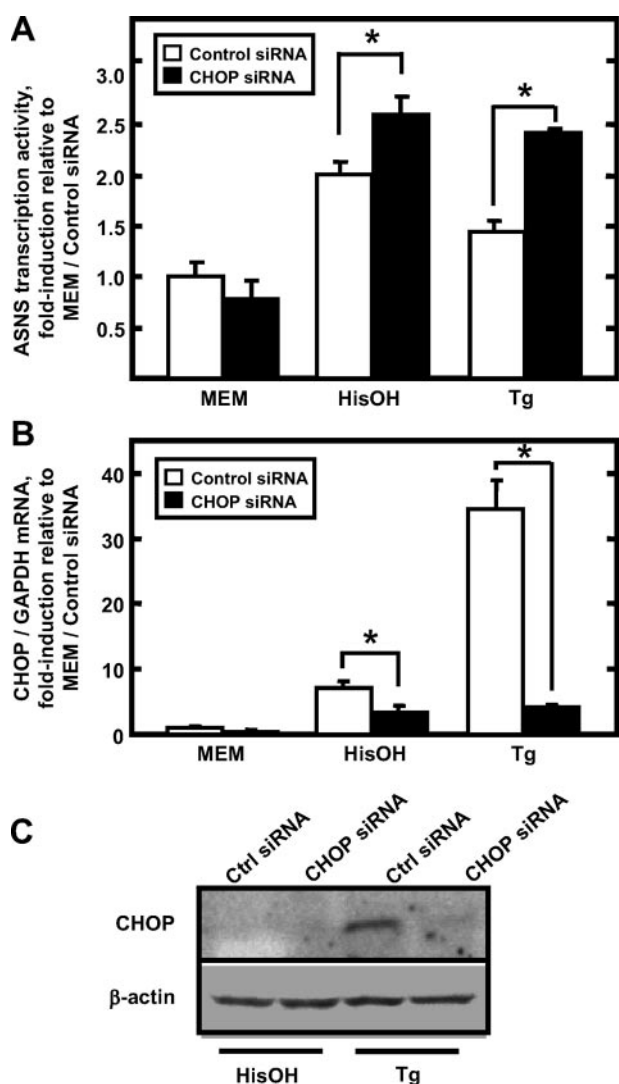 A
ASNS transcription activity,
fold-induction relative to
MEM / Control siRNA
Control siRNA
CHOP siRNA
3.0
2.5
2.0
1.5
1.0
0.5
*
*
MEM
HisOH
Tg
B
CHOP / GAPDH mRNA,
fold-induction relative to
MEM / Control siRNA
Control siRNA
CHOP siRNA
40
30
20
10
0
*
*
MEM
HisOH
Tg
C
Ctrl siRNA
CHOP siRNA
Ctrl siRNA
CHOP siRNA
CHOP
β-actin
HisOH
Tg